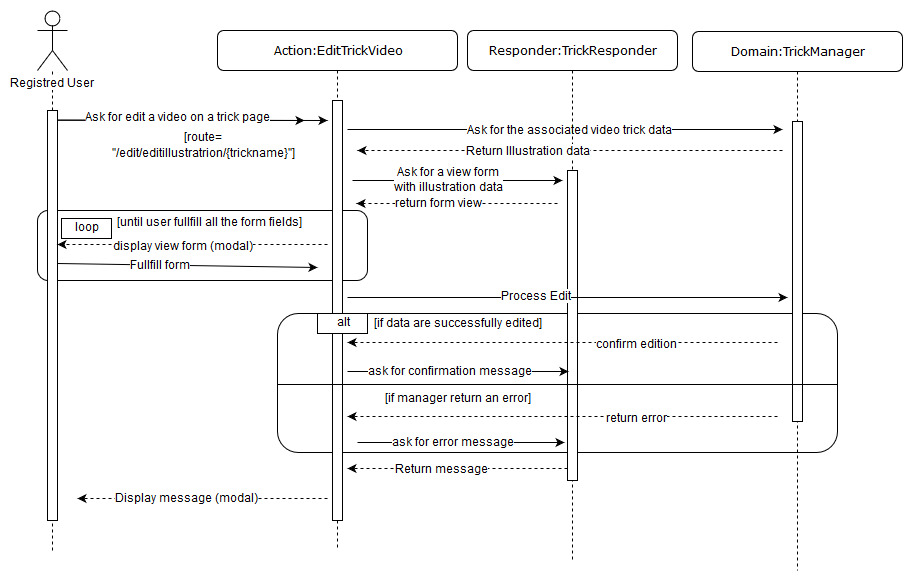 Registred User
Action:EditTrickVideo
Responder:TrickResponder
Domain:TrickManager
Ask for edit a video on a trick page
[route=
"/edit/editillustratrion/{trickname}"]
Ask for the associated video trick data
Return Illustration data
Ask for a view form
with illustration data
return form view
loop
[until user fullfill all the form fields]
display view form (modal)
Fullfill form
Process Edit
alt
[if data are successfully edited]
confirm edition
ask for confirmation message
[if manager return an error]
return error
ask for error message
Return message
Display message (modal)